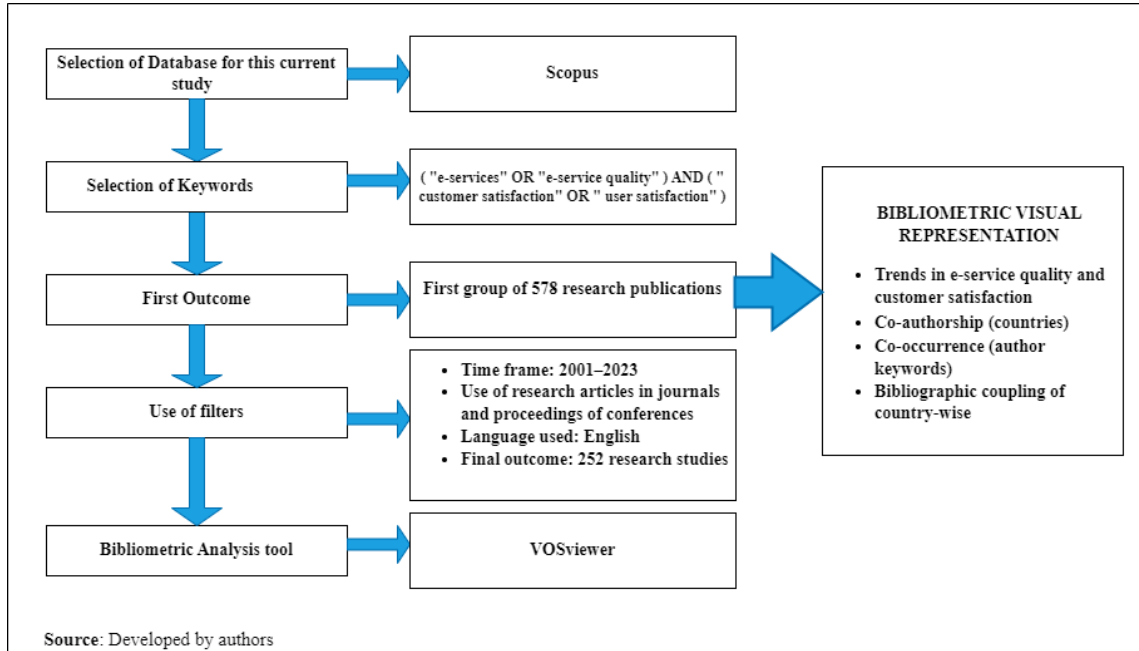 Selection of Database for this current
study
Scopus
Selection of Keywords
( "e-services" OR "e-service quality" ) AND ( "
customer satisfaction" OR " user satisfaction" )
First Outcome
First group of 578 research publications
Use of filters
• Time frame: 2001–2023
• Use of research articles in journals
and proceedings of conferences
• Language used: English
• Final outcome: 252 research studies
Bibliometric Analysis tool
VOSviewer
BIBLIOMETRIC VISUAL
REPRESENTATION
• Trends in e-service quality and
customer satisfaction
• Co-authorship (countries)
• Co-occurrence (author
keywords)
• Bibliographic coupling of
country-wise
Source: Developed by authors